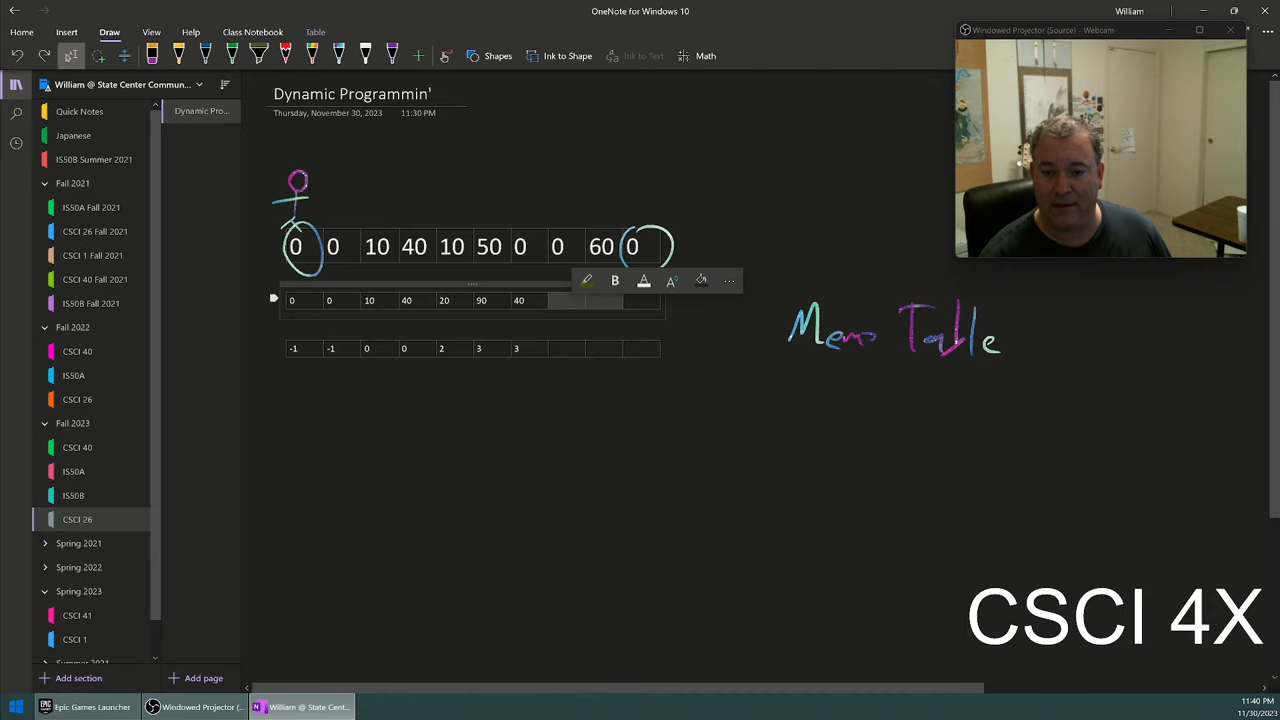 OneNote for Windows 10
William
Home
Insert
Draw
View
Help
Class Notebook
Table
Shapes
Ink to Shape
Ink to Text
Math
Windowed Projector (Source) - Webcam
William @ State Center Commun...
Quick Notes
Japanese
IS50B Summer 2021
Fall 2021
IS50A Fall 2021
CSCI 26 Fall 2021
CSCI 1 Fall 2021
CSCI 40 Fall 2021
IS50B Fall 2021
Fall 2022
CSCI 40
IS50A
CSCI 26
Fall 2023
CSCI 40
IS50A
IS50B
CSCI 26
Spring 2021
Spring 2022
Spring 2023
CSCI 41
CSCI 1
Summer 2021
Add section
Dynamic Pro...
Add page
Dynamic Programmin'
Thursday, November 30, 2023 11:30 PM
0 0 10 40 10 50 0 0 60 0
B A A
0 0 10 40 20 90 40
-1 -1 0 0 2 3 3
Memo Table
CSCI 4X
Epic Games Launcher
Windowed Projector (...
William @ State Cent...
11:40 PM
11/30/2023